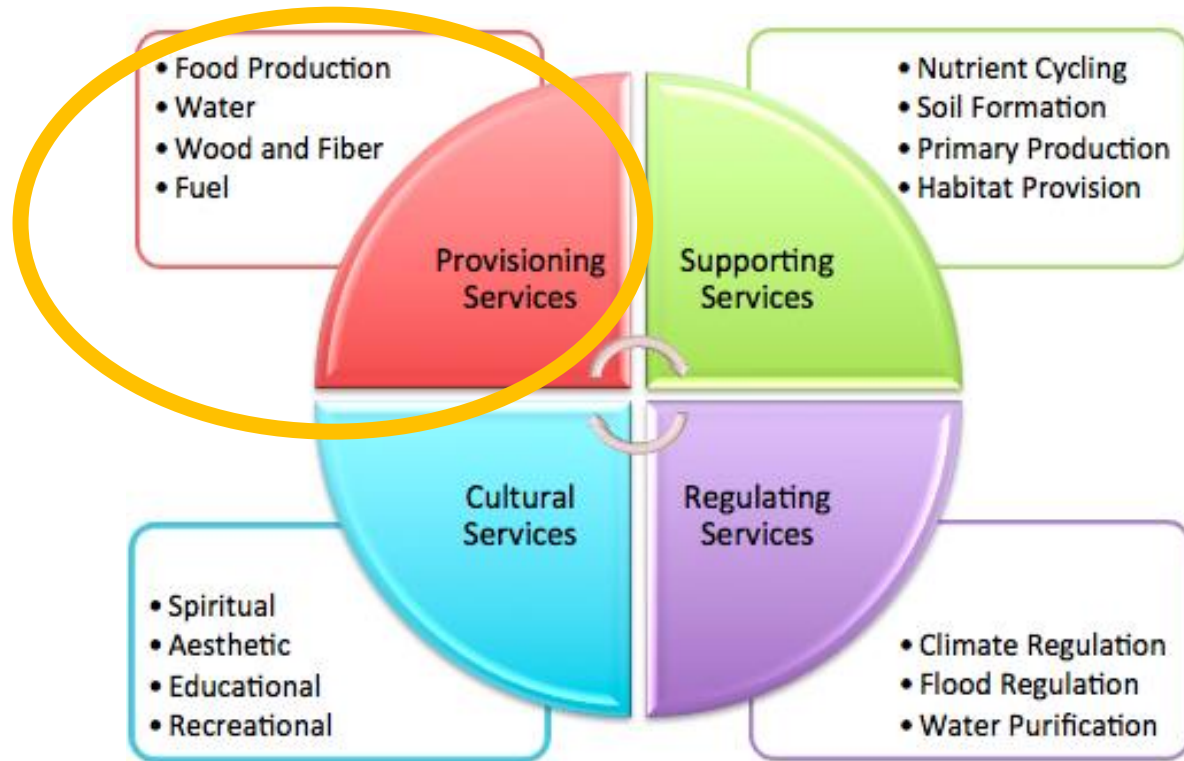 • Food Production
• Water
• Wood and Fiber
• Fuel
Provisioning
Services
• Nutrient Cycling
• Soil Formation
• Primary Production
• Habitat Provision
Supporting
Services
Cultural
Services
• Spiritual
• Aesthetic
• Educational
• Recreational
Regulating
Services
• Climate Regulation
• Flood Regulation
• Water Purification